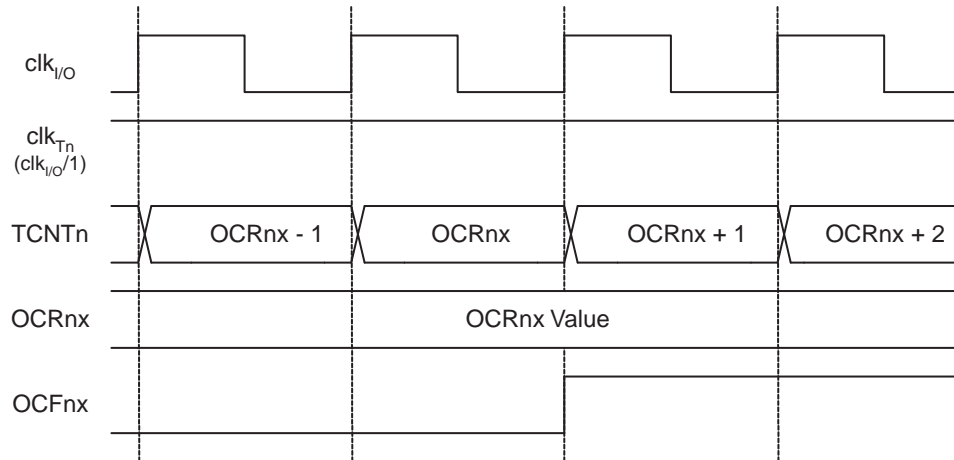 clkI/O
clkTn
(clkI/O/1)
TCNTn OCRnx - 1 OCRnx OCRnx + 1 OCRnx + 2
OCRnx OCRnx Value
OCFnx